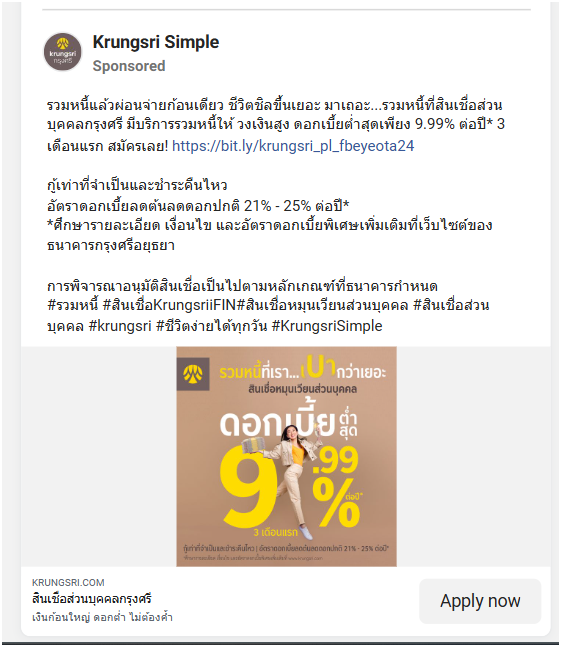 krungsri
กรุงศรี
Krungsri Simple
Sponsored
รวมหนี้แล้วผ่อนจ่ายก้อนเดียว ชีวิตชิลขึ้นเยอะ มาเถอะ...รวมหนี้ที่สินเชื่อส่วน
บุคคลกรุงศรี มีบริการรวมหนี้ให้ วงเงินสูง ดอกเบี้ยต่ำสุดเพียง 9.99% ต่อปี* 3
เดือนแรก สมัครเลย! https://bit.ly/krungsri_pl_fbeyeota24
กู้เท่าที่จำเป็นและชำระคืนไหว
อัตราดอกเบี้ยลดต้นลดดอกปกติ 21% - 25% ต่อปี*
*ศึกษารายละเอียด เงื่อนไข และอัตราดอกเบี้ยพิเศษเพิ่มเติมที่เว็บไซต์ของ
ธนาคารกรุงศรีอยุธยา
การพิจารณาอนุมัติสินเชื่อเป็นไปตามหลักเกณฑ์ที่ธนาคารกำหนด
#รวมหนี้ #สินเชื่อKrungsriiFIN#สินเชื่อหมุนเวียนส่วนบุคคล #สินเชื่อส่วน
บุคคล #krungsri #ชีวิตง่ายได้ทุกวัน #KrungsriSimple
รวมหนี้ที่เรา...เบากว่าเยอะ
สินเชื่อหมุนเวียนส่วนบุคคล
ดอกเบี้ยต่ำสุด
9.99%
ต่อปี*
3 เดือนแรก
กู้เท่าที่จำเป็นและชำระคืนไหว | อัตราดอกเบี้ยลดต้นลดดอกปกติ 21% - 25% ต่อปี*
KRUNGSRI.COM
สินเชื่อส่วนบุคคลกรุงศรี
เงินก้อนใหญ่ ดอกต่ำ ไม่ต้องค้ำ
Apply now